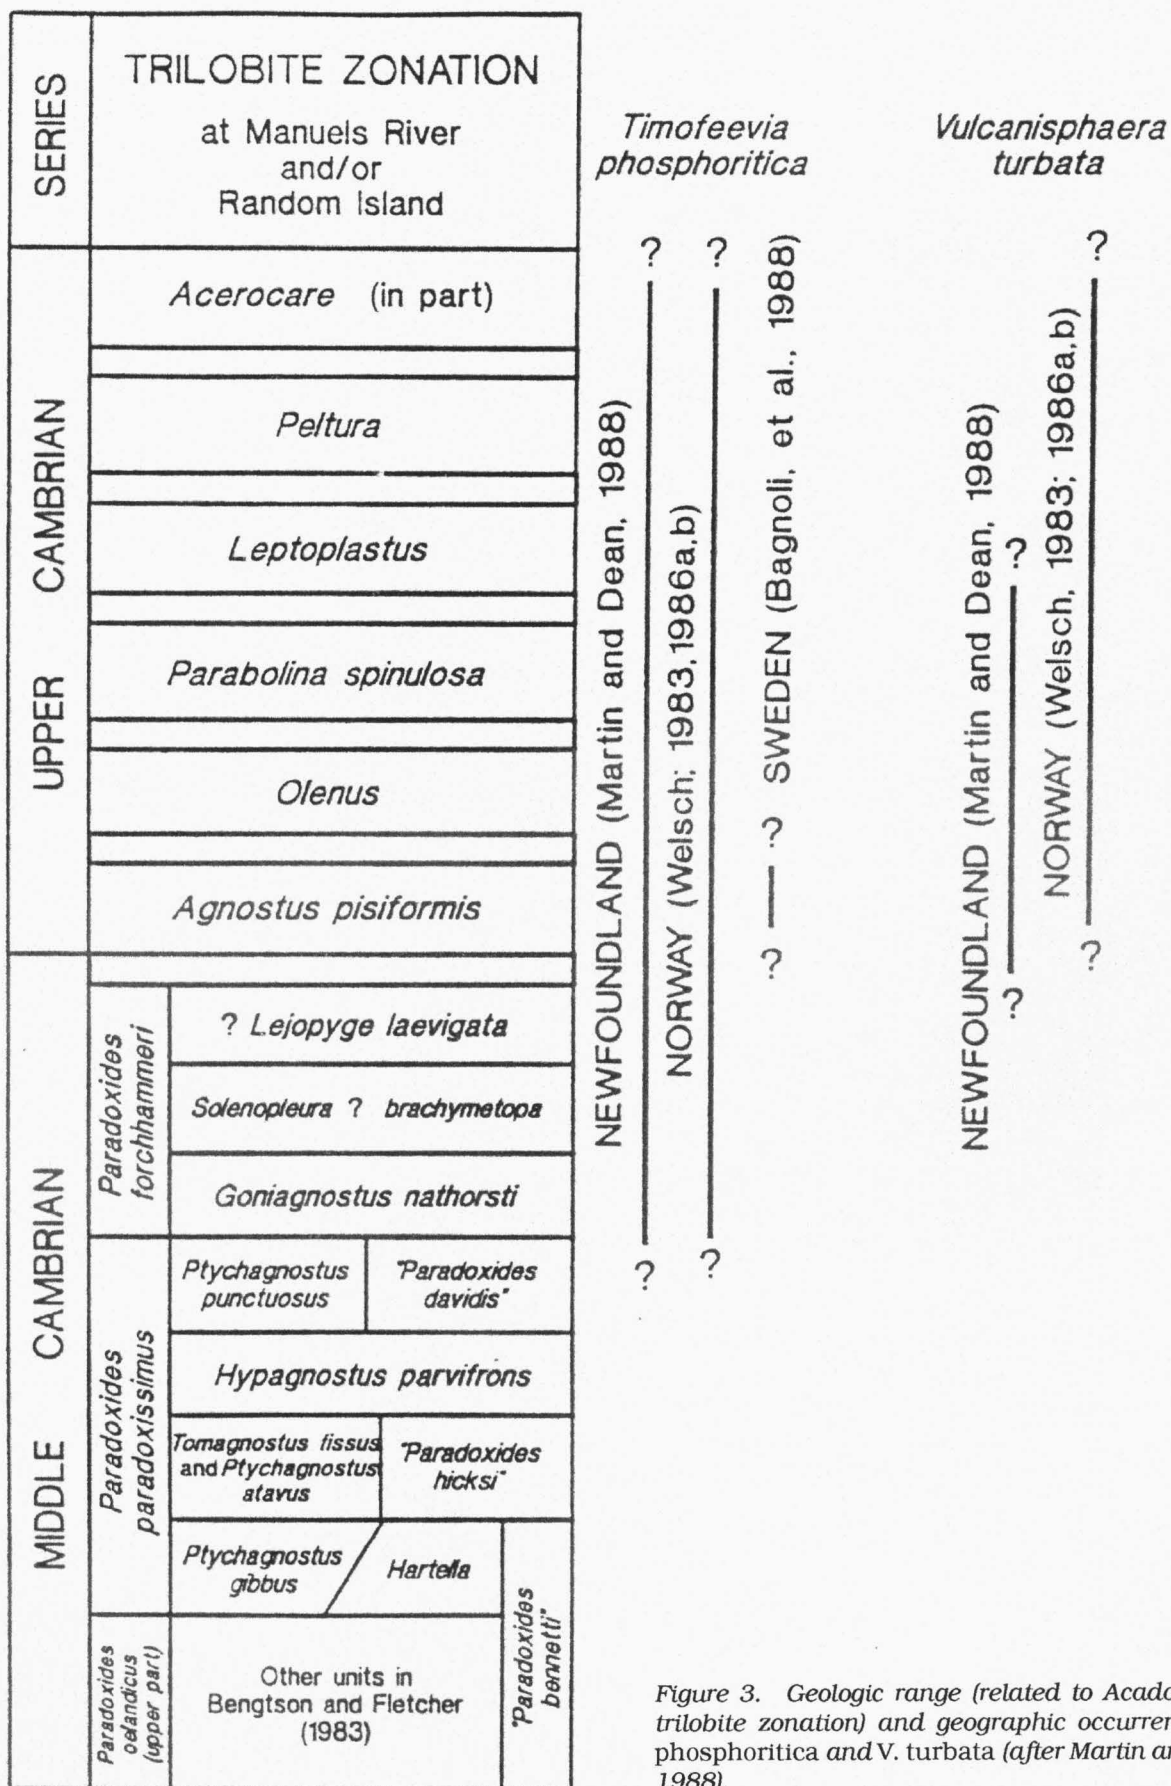 SERIES
TRILOBITE ZONATION
at Manuels River
and/or
Random Island
Timofeevia
phosphoritica
Vulcanisphaera
turbata
UPPER CAMBRIAN
Acerocare (in part)
Peltura
Leptoplastus
Parabolina spinulosa
Olenus
Agnostus pisiformis
MIDDLE CAMBRIAN
Paradoxides
forchhammeri
? Lejopyge laevigata
Solenopleura ? brachymetopa
Goniagnostus nathorsti
Paradoxides
paradoxissimus
Ptychagnostus
punctuosus
"Paradoxides
davidis"
Hypagnostus parvifrons
Tomagnostus fissus
and Ptychagnostus
atavus
"Paradoxides
hicksi"
Ptychagnostus
gibbus
Hartella
"Paradoxides
bennetti"
Paradoxides
oelandicus
(upper part)
Other units in
Bengtson and Fletcher
(1983)
NEWFOUNDLAND (Martin and Dean, 1988)
?
?
NORWAY (Welsch; 1983,1986a,b)
?
?
SWEDEN (Bagnoli, et al., 1988)
?
?
NEWFOUNDLAND (Martin and Dean, 1988)
?
?
NORWAY (Welsch, 1983; 1986a,b)
?
?
Figure 3. Geologic range (related to
trilobite zonation) and geographic
phosphoritica and V. turbata (after Martin
1988)